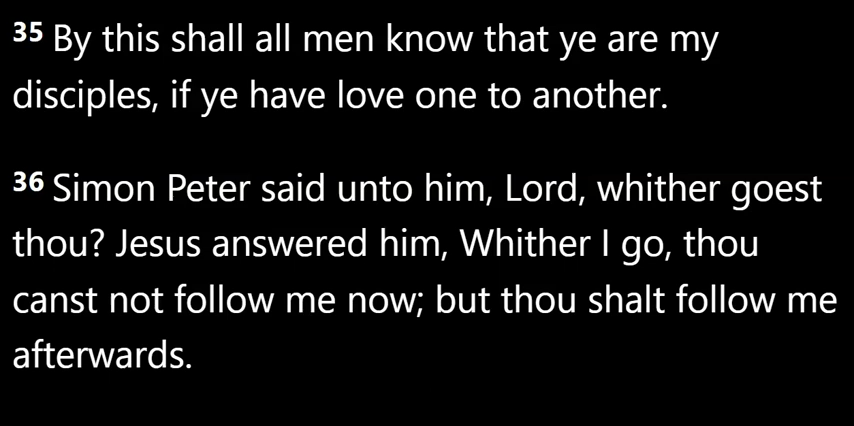 35 By this shall all men know that ye are my
disciples, if ye have love one to another.
36 Simon Peter said unto him, Lord, whither goest
thou? Jesus answered him, Whither I go, thou
canst not follow me now; but thou shalt follow me
afterwards.